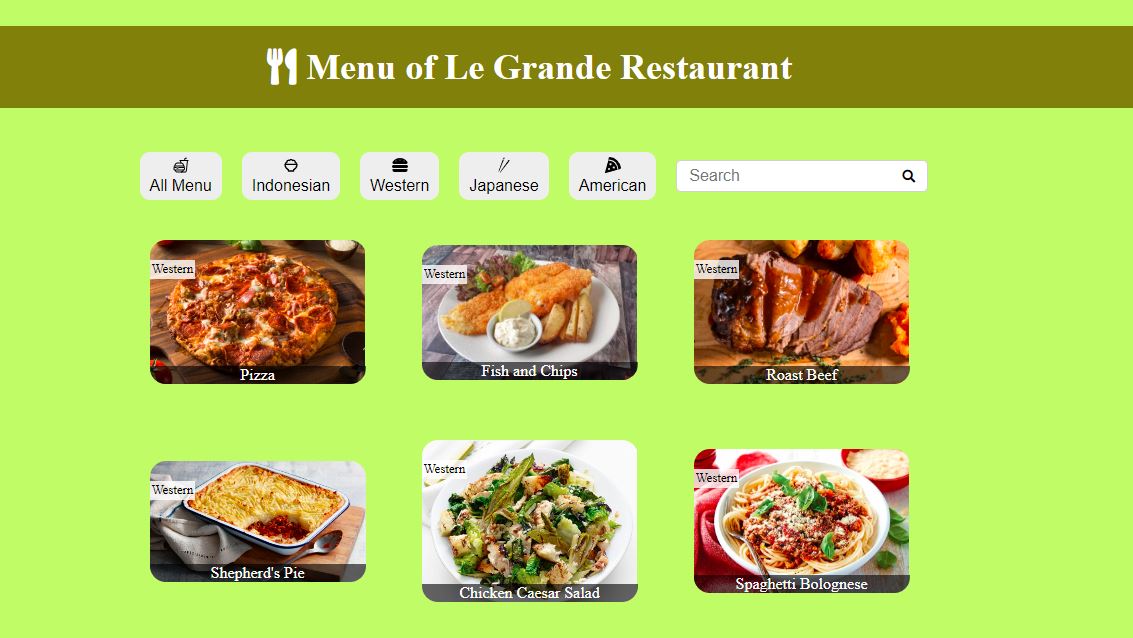 Menu of Le Grande Restaurant
All Menu
Indonesian
Western
Japanese
American
Search
Western
Pizza
Western
Fish and Chips
Western
Roast Beef
Western
Shepherd's Pie
Western
Chicken Caesar Salad
Western
Spaghetti Bolognese